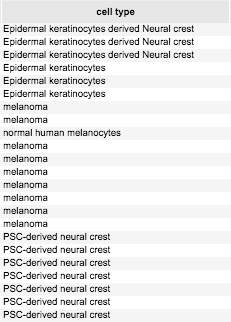 cell type
Epidermal keratinocytes derived Neural crest
Epidermal keratinocytes derived Neural crest
Epidermal keratinocytes derived Neural crest
Epidermal keratinocytes
Epidermal keratinocytes
Epidermal keratinocytes
melanoma
melanoma
normal human melanocytes
melanoma
melanoma
melanoma
melanoma
melanoma
melanoma
melanoma
PSC-derived neural crest
PSC-derived neural crest
PSC-derived neural crest
PSC-derived neural crest
PSC-derived neural crest
PSC-derived neural crest
PSC-derived neural crest